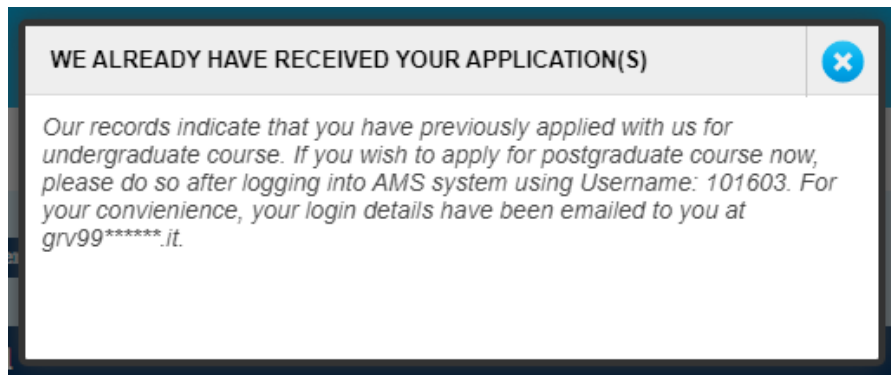 WE ALREADY HAVE RECEIVED YOUR APPLICATION(S)
Our records indicate that you have previously applied with us for
undergraduate course. If you wish to apply for postgraduate course now,
please do so after logging into AMS system using Username: 101603. For
your convienience, your login details have been emailed to you at
grv99******.it.